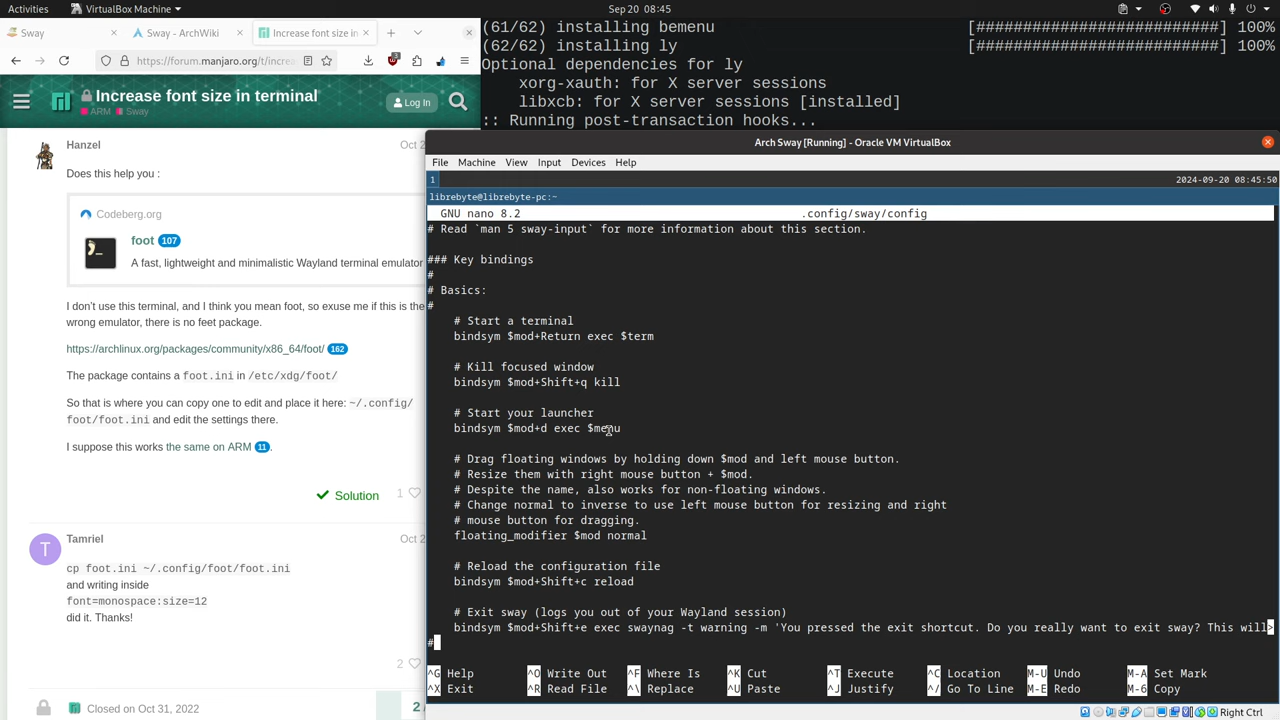 Activities
VirtualBox Machine
Sep 20 08:45
Sway
Sway - ArchWiki
Increase font size in
https://forum.manjaro.org/t/increa
3
Increase font size in terminal
ARM Sway
Log In
Hanzel
Oct 2
Does this help you :
Codeberg.org
foot 107
A fast, lightweight and minimalistic Wayland terminal emulator
I don't use this terminal, and I think you mean foot, so exuse me if this is the
wrong emulator, there is no feet package.
https://archlinux.org/packages/community/x86_64/foot/ 162
The package contains a foot.ini in /etc/xdg/foot/
So that is where you can copy one to edit and place it here: ~/.config/
foot/foot.ini and edit the settings there.
I suppose this works the same on ARM 11.
Solution
1
T
Tamriel
Oct 2
cp foot.ini ~/.config/foot/foot.ini
and writing inside
font=monospace:size=12
did it. Thanks!
2
Closed on Oct 31, 2022
2
(61/62) installing bemenu [##########################] 100%
(62/62) installing ly [##########################] 100%
Optional dependencies for ly
xorg-xauth: for X server sessions
libxcb: for X server sessions [installed]
:: Running post-transaction hooks...
Arch Sway [Running] - Oracle VM VirtualBox
File Machine View Input Devices Help
1
2024-09-20 08:45:50
librebyte@librebyte-pc:~
GNU nano 8.2 .config/sway/config
# Read `man 5 sway-input` for more information about this section.
### Key bindings
#
# Basics:
#
# Start a terminal
bindsym $mod+Return exec $term
# Kill focused window
bindsym $mod+Shift+q kill
# Start your launcher
bindsym $mod+d exec $menu
# Drag floating windows by holding down $mod and left mouse button.
# Resize them with right mouse button + $mod.
# Despite the name, also works for non-floating windows.
# Change normal to inverse to use left mouse button for resizing and right
# mouse button for dragging.
floating_modifier $mod normal
# Reload the configuration file
bindsym $mod+Shift+c reload
# Exit sway (logs you out of your Wayland session)
bindsym $mod+Shift+e exec swaynag -t warning -m 'You pressed the exit shortcut. Do you really want to exit sway? This will>
#
^G Help ^O Write Out ^F Where Is ^K Cut ^T Execute ^C Location M-U Undo M-A Set Mark
^X Exit ^R Read File ^\ Replace ^U Paste ^J Justify ^/ Go To Line M-E Redo M-6 Copy
Right Ctrl